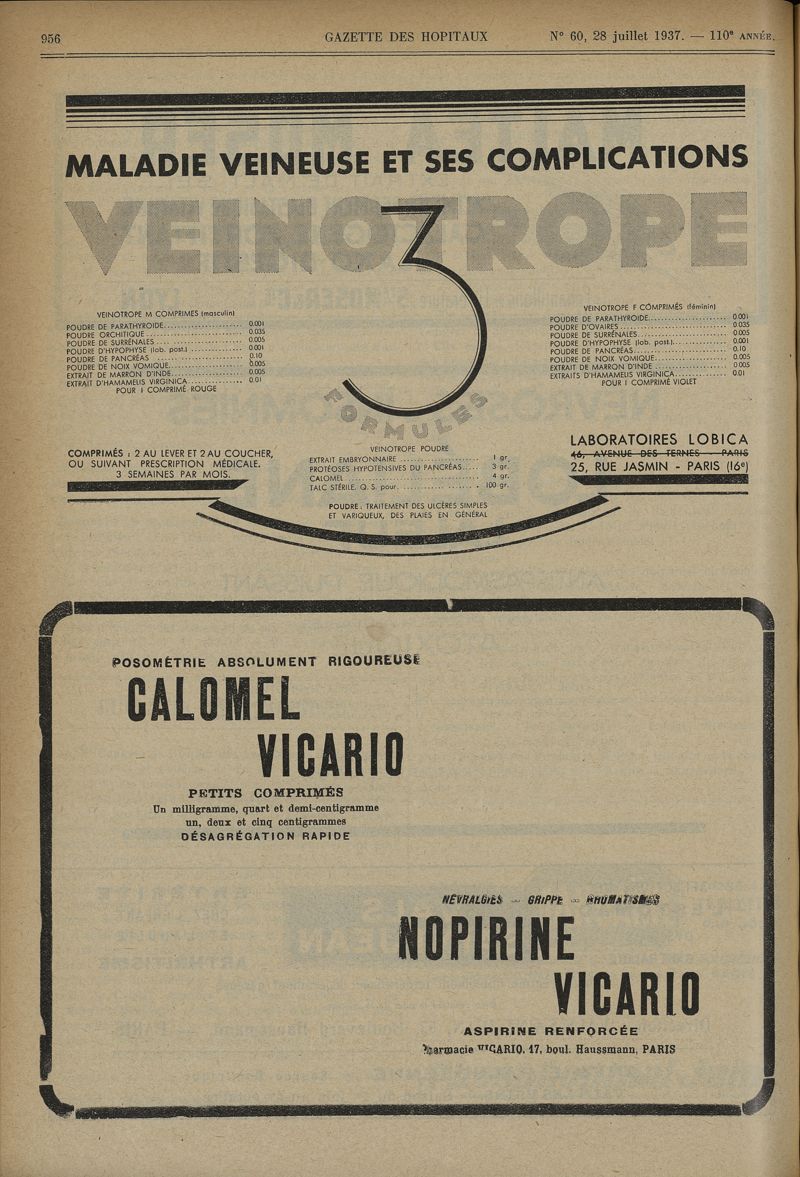 956
GAZETTE DES HOPITAUX
N° 60, 28 juillet 1937. — 110e ANNÉE.
MALADIE VEINEUSE ET SES COMPLICATIONS
VEINOTROPE
3
FORMULES
VEINOTROPE M COMPRIMES (masculin)
POUDRE DE PARATHYROIDE....................... 0.001
POUDRE ORCHITIQUE............................ 0.035
POUDRE DE SURRÉNALES.......................... 0.005
POUDRE D'HYPOPHYSE (lob. post.)................ 0.001
POUDRE DE PANCRÉAS........................... 0.10
POUDRE DE NOIX VOMIQUE....................... 0.005
EXTRAIT DE MARRON D'INDE..................... 0.005
EXTRAIT D'HAMAMELIS VIRGINICA................. 0.01
POUR 1 COMPRIMÉ ROUGE
VEINOTROPE F COMPRIMÉS (féminin)
POUDRE DE PARATHYROIDE....................... 0.001
POUDRE D'OVAIRES.............................. 0.035
POUDRE DE SURRÉNALES.......................... 0.005
POUDRE D'HYPOPHYSE (lob. post.)................ 0.001
POUDRE DE PANCRÉAS........................... 0.10
POUDRE DE NOIX VOMIQUE....................... 0.005
EXTRAIT DE MARRON D'INDE..................... 0.005
EXTRAITS D'HAMAMELIS VIRGINICA................ 0.01
POUR 1 COMPRIMÉ VIOLET
COMPRIMÉS : 2 AU LEVER ET 2 AU COUCHER,
OU SUIVANT PRESCRIPTION MÉDICALE.
3 SEMAINES PAR MOIS.
VEINOTROPE POUDRE
EXTRAIT EMBRYONNAIRE ...................... 1 gr.
PROTÉOSES HYPOTENSIVES DU PANCRÉAS..... 3 gr.
CALOMEL.................................... 4 gr.
TALC STÉRILE. Q. S. pour..................... 100 gr.
POUDRE : TRAITEMENT DES ULCÈRES SIMPLES
ET VARIQUEUX, DES PLAIES EN GÉNÉRAL
LABORATOIRES LOBICA
46, AVENUE DES TERNES - PARIS
25, RUE JASMIN - PARIS (16e)
POSOMÉTRIE ABSOLUMENT RIGOUREUSE
CALOMEL
VICARIO
PETITS COMPRIMÉS
Un milligramme, quart et demi-centigramme
un, deux et cinq centigrammes
DÉSAGRÉGATION RAPIDE
NÉVRALGIES — GRIPPE — RHUMATISMES
NOPIRINE
VICARIO
ASPIRINE RENFORCÉE
Pharmacie VICARIO, 17, boul. Haussmann, PARIS